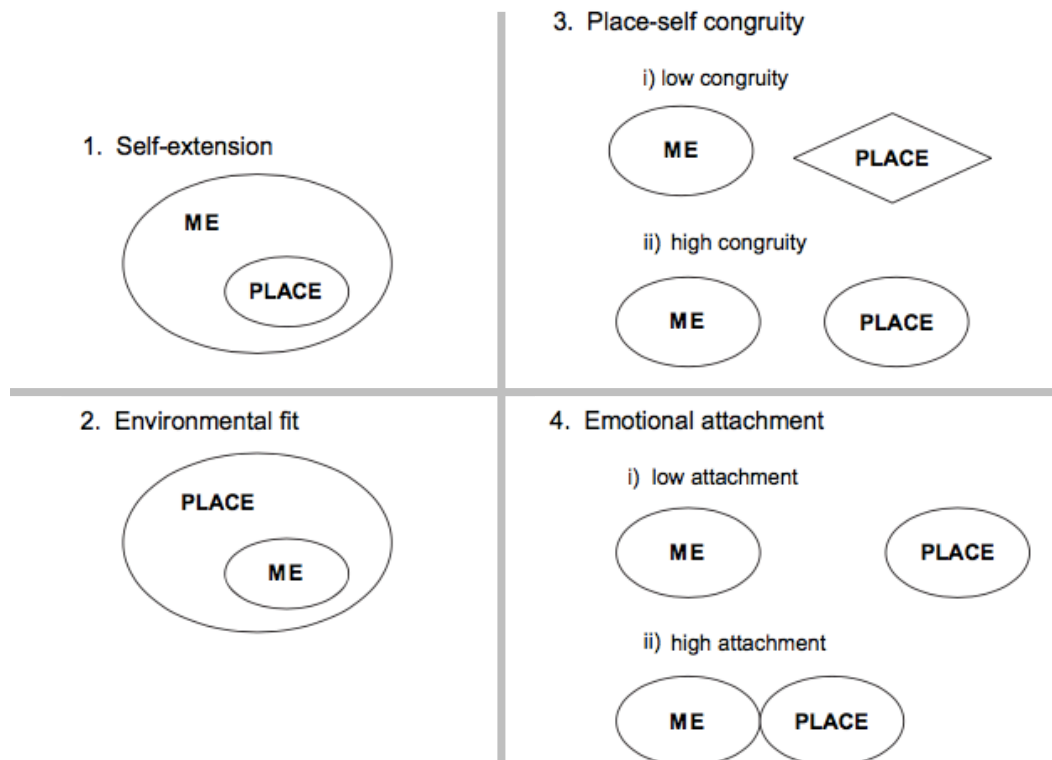 1. Self-extension
ME
PLACE
2. Environmental fit
PLACE
ME
3. Place-self congruity
i) low congruity
ME PLACE
ii) high congruity
ME PLACE
4. Emotional attachment
i) low attachment
ME PLACE
ii) high attachment
ME PLACE